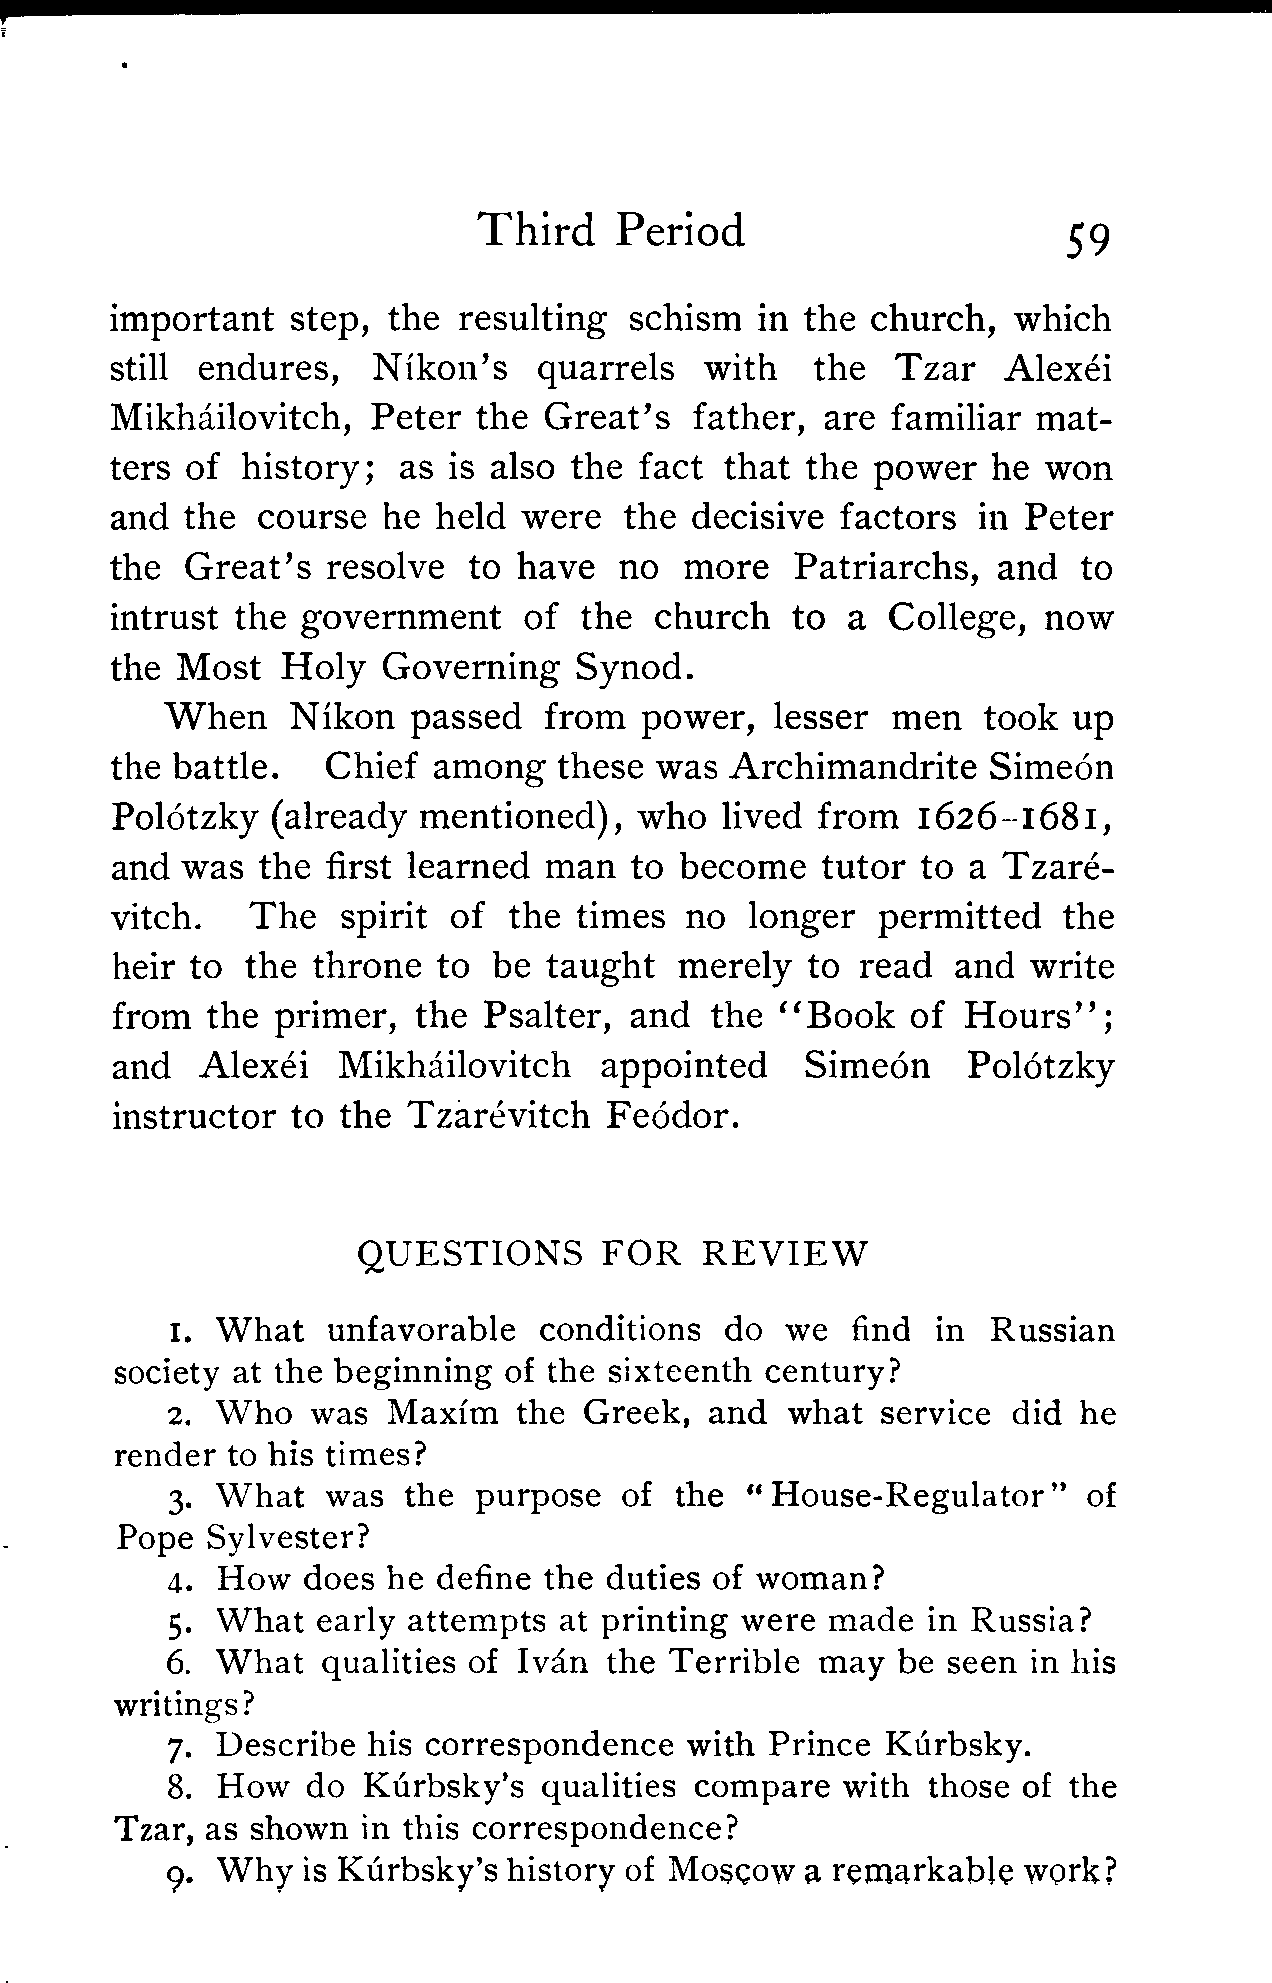 Third Period 59
important step, the resulting schism in the church, which
still endures, Níkon's quarrels with the Tzar Alexéi
Mikháilovitch, Peter the Great's father, are familiar mat-
ters of history; as is also the fact that the power he won
and the course he held were the decisive factors in Peter
the Great's resolve to have no more Patriarchs, and to
intrust the government of the church to a College, now
the Most Holy Governing Synod.
When Níkon passed from power, lesser men took up
the battle. Chief among these was Archimandrite Simeón
Polótzky (already mentioned), who lived from 1626-1681,
and was the first learned man to become tutor to a Tzaré-
vitch. The spirit of the times no longer permitted the
heir to the throne to be taught merely to read and write
from the primer, the Psalter, and the "Book of Hours";
and Alexéi Mikháilovitch appointed Simeón Polótzky
instructor to the Tzarévitch Feódor.
QUESTIONS FOR REVIEW
1. What unfavorable conditions do we find in Russian
society at the beginning of the sixteenth century?
2. Who was Maxím the Greek, and what service did he
render to his times?
3. What was the purpose of the "House-Regulator" of
Pope Sylvester?
4. How does he define the duties of woman?
5. What early attempts at printing were made in Russia?
6. What qualities of Iván the Terrible may be seen in his
writings?
7. Describe his correspondence with Prince Kúrbsky.
8. How do Kúrbsky's qualities compare with those of the
Tzar, as shown in this correspondence?
9. Why is Kúrbsky's history of Moscow a remarkable work?